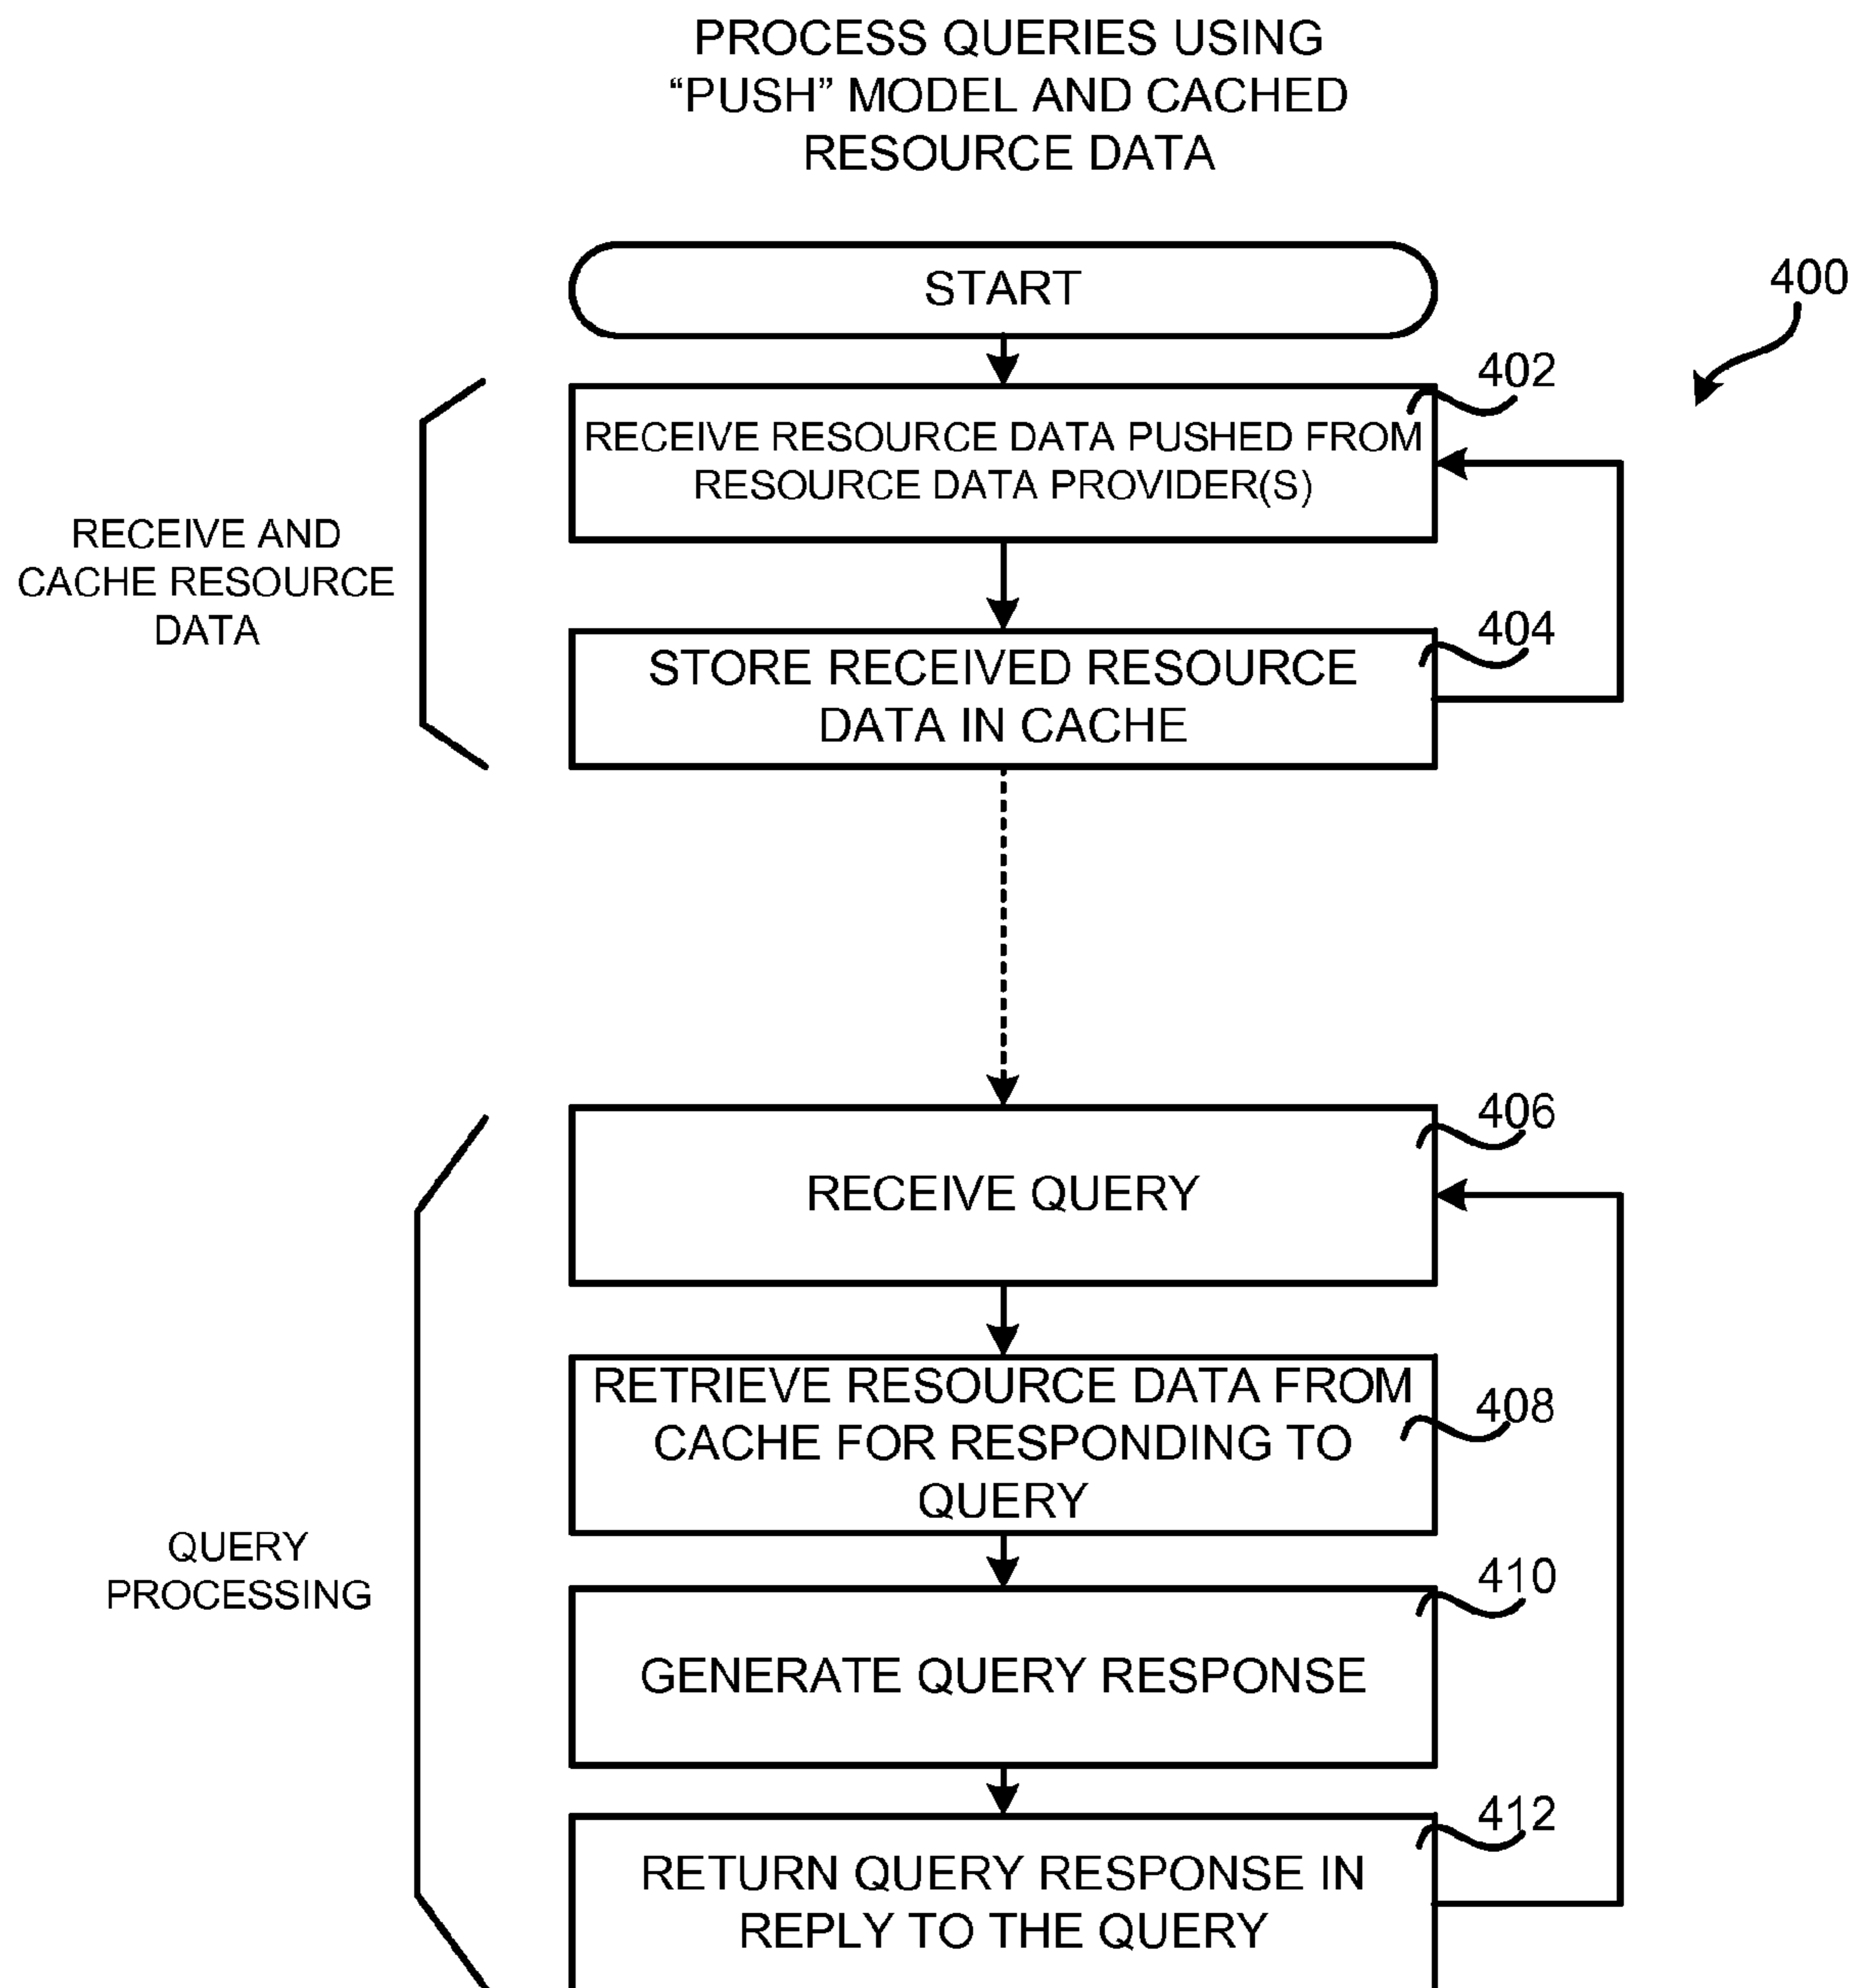 PROCESS QUERIES USING
“PUSH” MODEL AND CACHED
RESOURCE DATA
START
400
402
RECEIVE RESOURCE DATA PUSHED FROM
RESOURCE DATA PROVIDER(S)
RECEIVE AND
CACHE RESOURCE
DATA
404
STORE RECEIVED RESOURCE
DATA IN CACHE
406
RECEIVE QUERY
408
RETRIEVE RESOURCE DATA FROM
CACHE FOR RESPONDING TO
QUERY
QUERY
PROCESSING
410
GENERATE QUERY RESPONSE
412
RETURN QUERY RESPONSE IN
REPLY TO THE QUERY